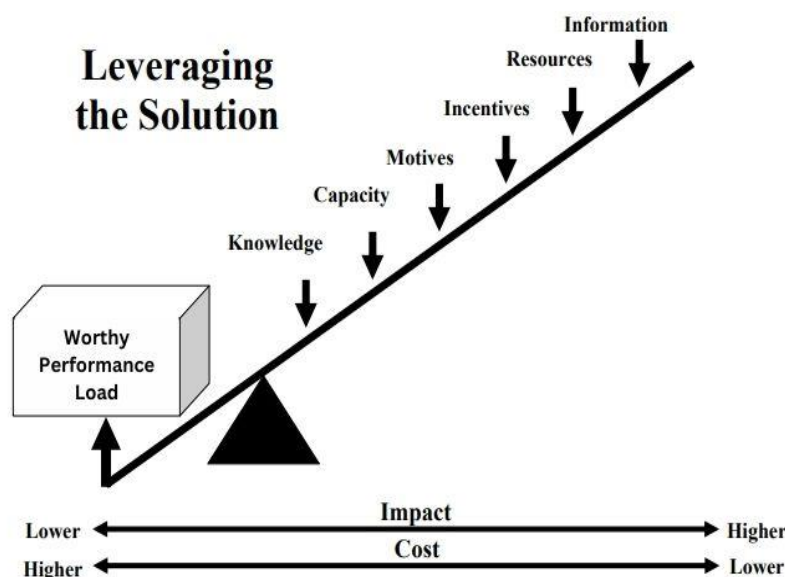 Leveraging
the Solution
Information
Resources
Incentives
Motives
Capacity
Knowledge
Worthy
Performance
Load
Impact
Lower
Higher
Cost
Higher
Lower